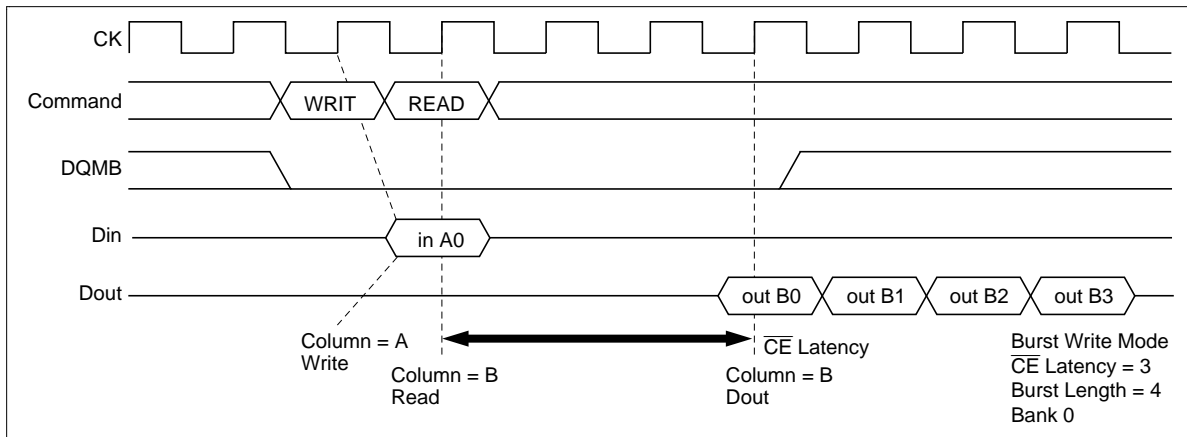 CK
Command
WRIT
READ
DQMB
Din
in A0
Dout
out B0
out B1
out B2
out B3
Column = A
Write
Column = B
Read
CE Latency
Column = B
Dout
Burst Write Mode
CE Latency = 3
Burst Length = 4
Bank 0